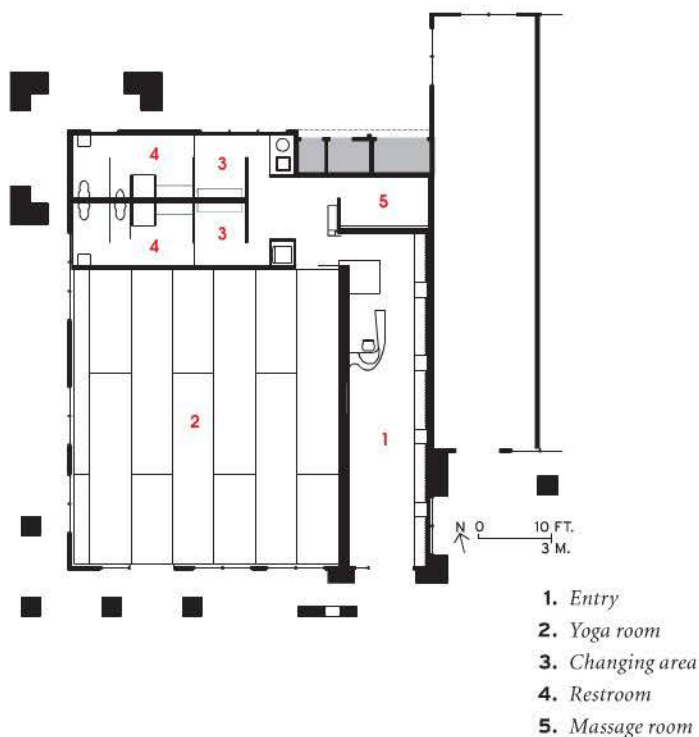 4
3
5
4
3
2
1
N 0 10 FT.
3 M.
1. Entry
2. Yoga room
3. Changing area
4. Restroom
5. Massage room